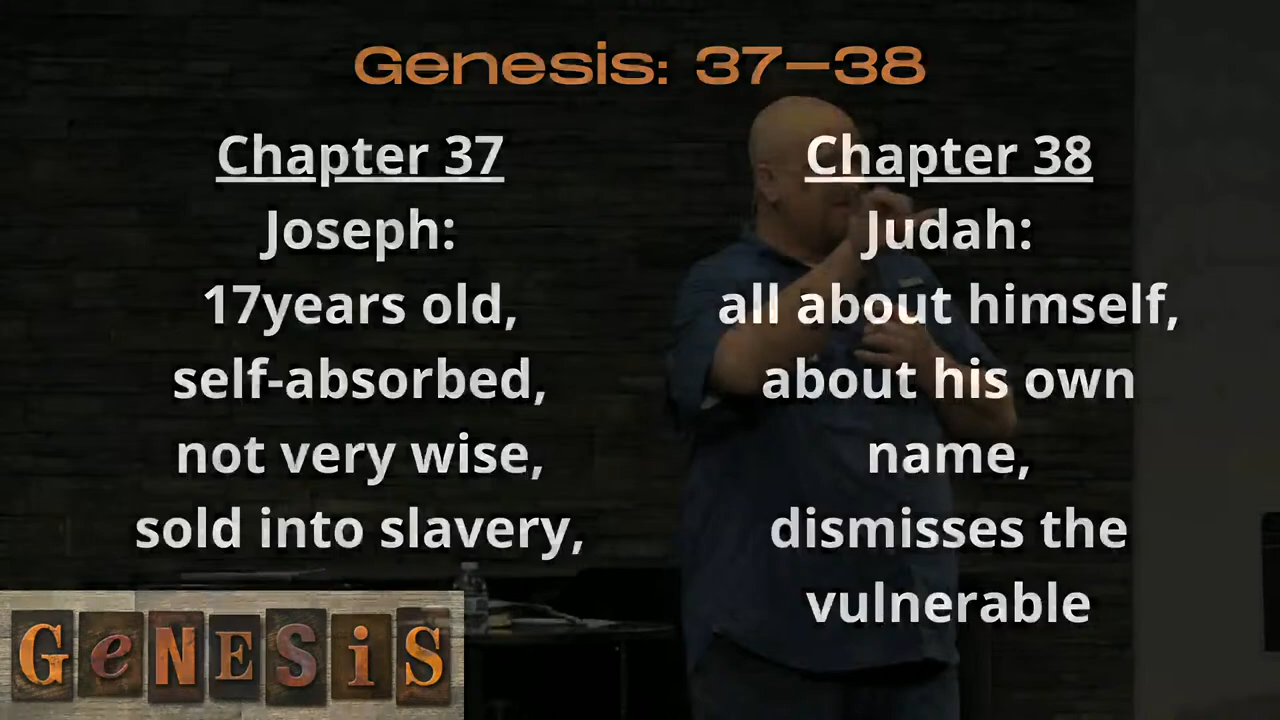 Genesis: 37–38
Chapter 37
Joseph:
17years old,
self-absorbed,
not very wise,
sold into slavery,
Chapter 38
Judah:
all about himself,
about his own
name,
dismisses the
vulnerable
GeNESiS